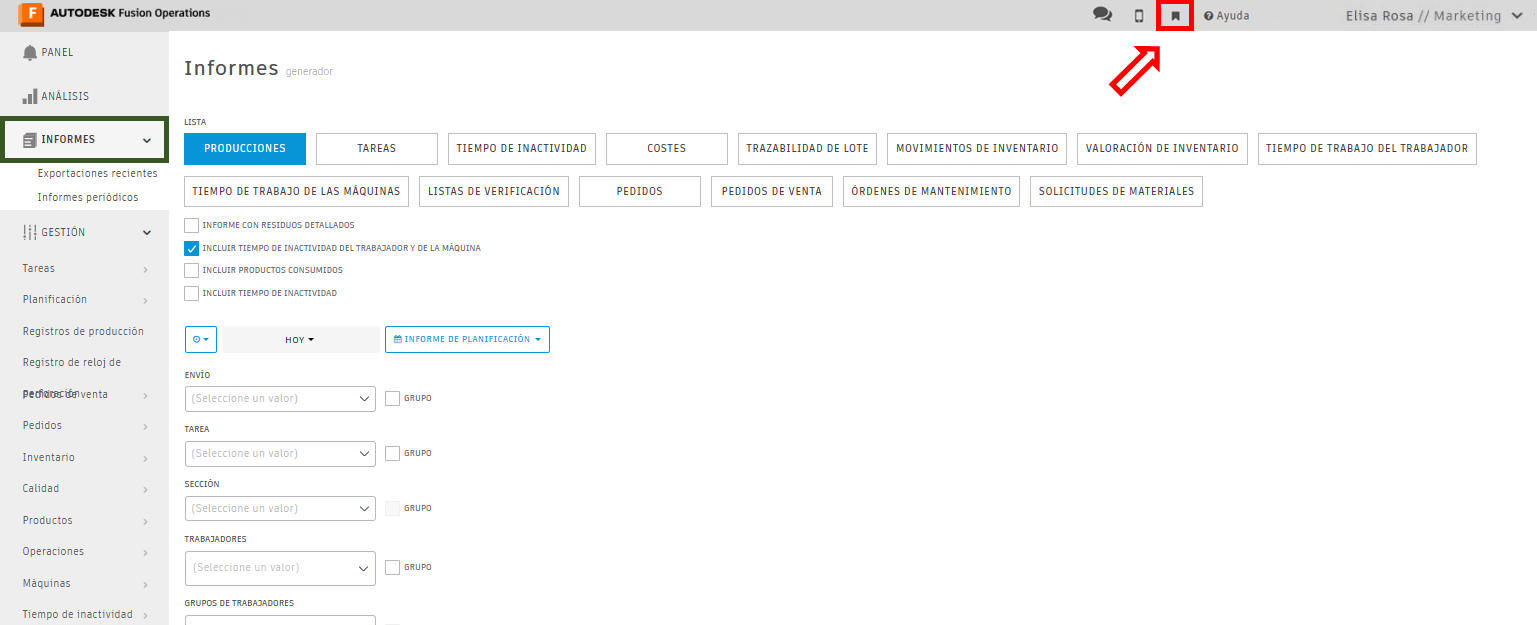 F AUTODESK Fusion Operations
Ayuda
Elisa Rosa // Marketing
PANEL
ANÁLISIS
INFORMES
Exportaciones recientes
Informes periódicos
GESTIÓN
Tareas
Planificación
Registros de producción
Registro de reloj de
perforación
Pedidos de venta
Pedidos
Inventario
Calidad
Productos
Operaciones
Máquinas
Tiempo de inactividad
Informes generador
LISTA
PRODUCCIONES TAREAS TIEMPO DE INACTIVIDAD COSTES TRAZABILIDAD DE LOTE MOVIMIENTOS DE INVENTARIO VALORACIÓN DE INVENTARIO TIEMPO DE TRABAJO DEL TRABAJADOR
TIEMPO DE TRABAJO DE LAS MÁQUINAS LISTAS DE VERIFICACIÓN PEDIDOS PEDIDOS DE VENTA ÓRDENES DE MANTENIMIENTO SOLICITUDES DE MATERIALES
INFORME CON RESIDUOS DETALLADOS
INCLUIR TIEMPO DE INACTIVIDAD DEL TRABAJADOR Y DE LA MÁQUINA
INCLUIR PRODUCTOS CONSUMIDOS
INCLUIR TIEMPO DE INACTIVIDAD
HOY INFORME DE PLANIFICACIÓN
ENVÍO
(Seleccione un valor) GRUPO
TAREA
(Seleccione un valor) GRUPO
SECCIÓN
(Seleccione un valor) GRUPO
TRABAJADORES
(Seleccione un valor) GRUPO
GRUPOS DE TRABAJADORES